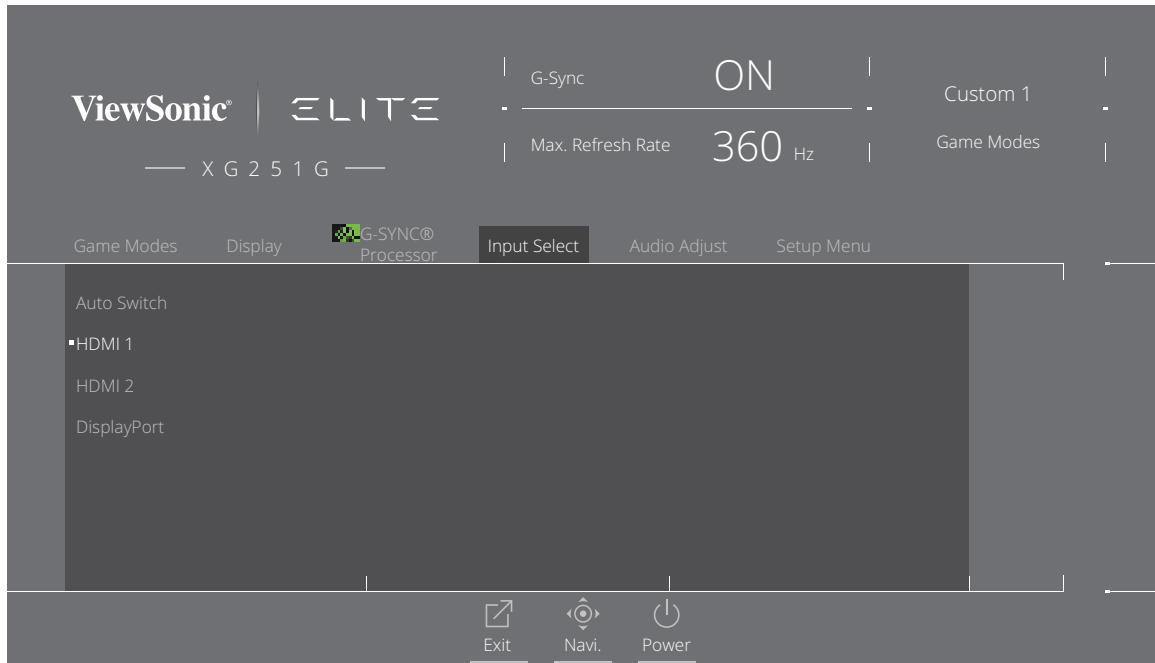 ViewSonic®
ELITE
XG251G
G-Sync ON
Max. Refresh Rate 360 Hz
Custom 1
Game Modes
Game Modes
Display
G-SYNC®
Processor
Input Select
Audio Adjust
Setup Menu
Auto Switch
HDMI 1
HDMI 2
DisplayPort
Exit
Navi.
Power